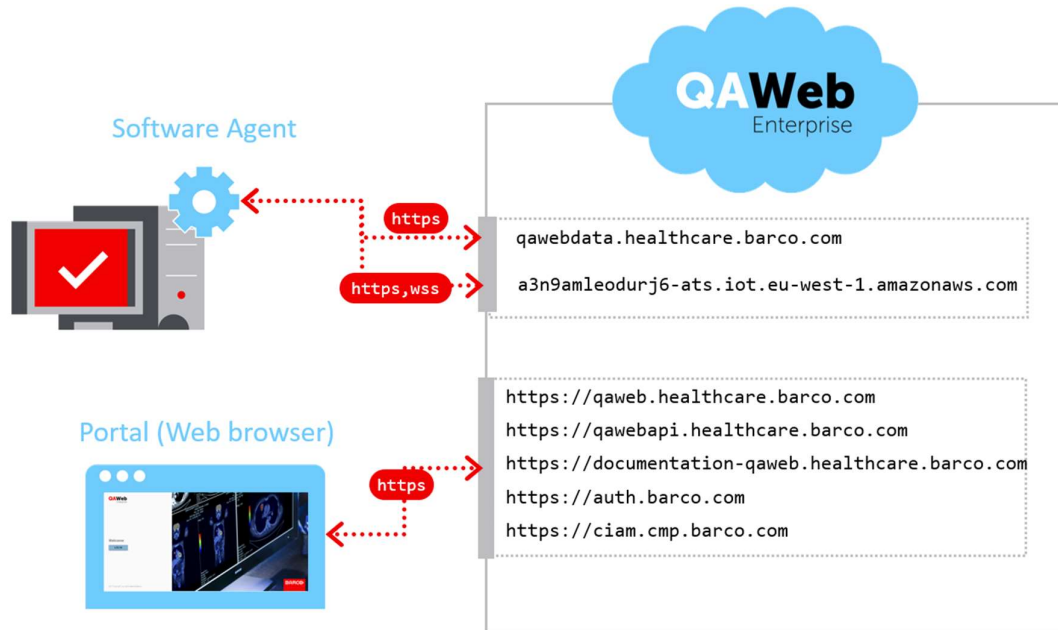 QAWeb
Enterprise
Software Agent
https
qawebdata.healthcare.barco.com
https,wss
a3n9amleodurj6-ats.iot.eu-west-1.amazonaws.com
https://qaweb.healthcare.barco.com
Portal (Web browser)
https://qawebapi.healthcare.barco.com
https://documentation-qaweb.healthcare.barco.com
https
https://auth.barco.com
https://ciam.cmp.barco.com
QAWeb
BARCO